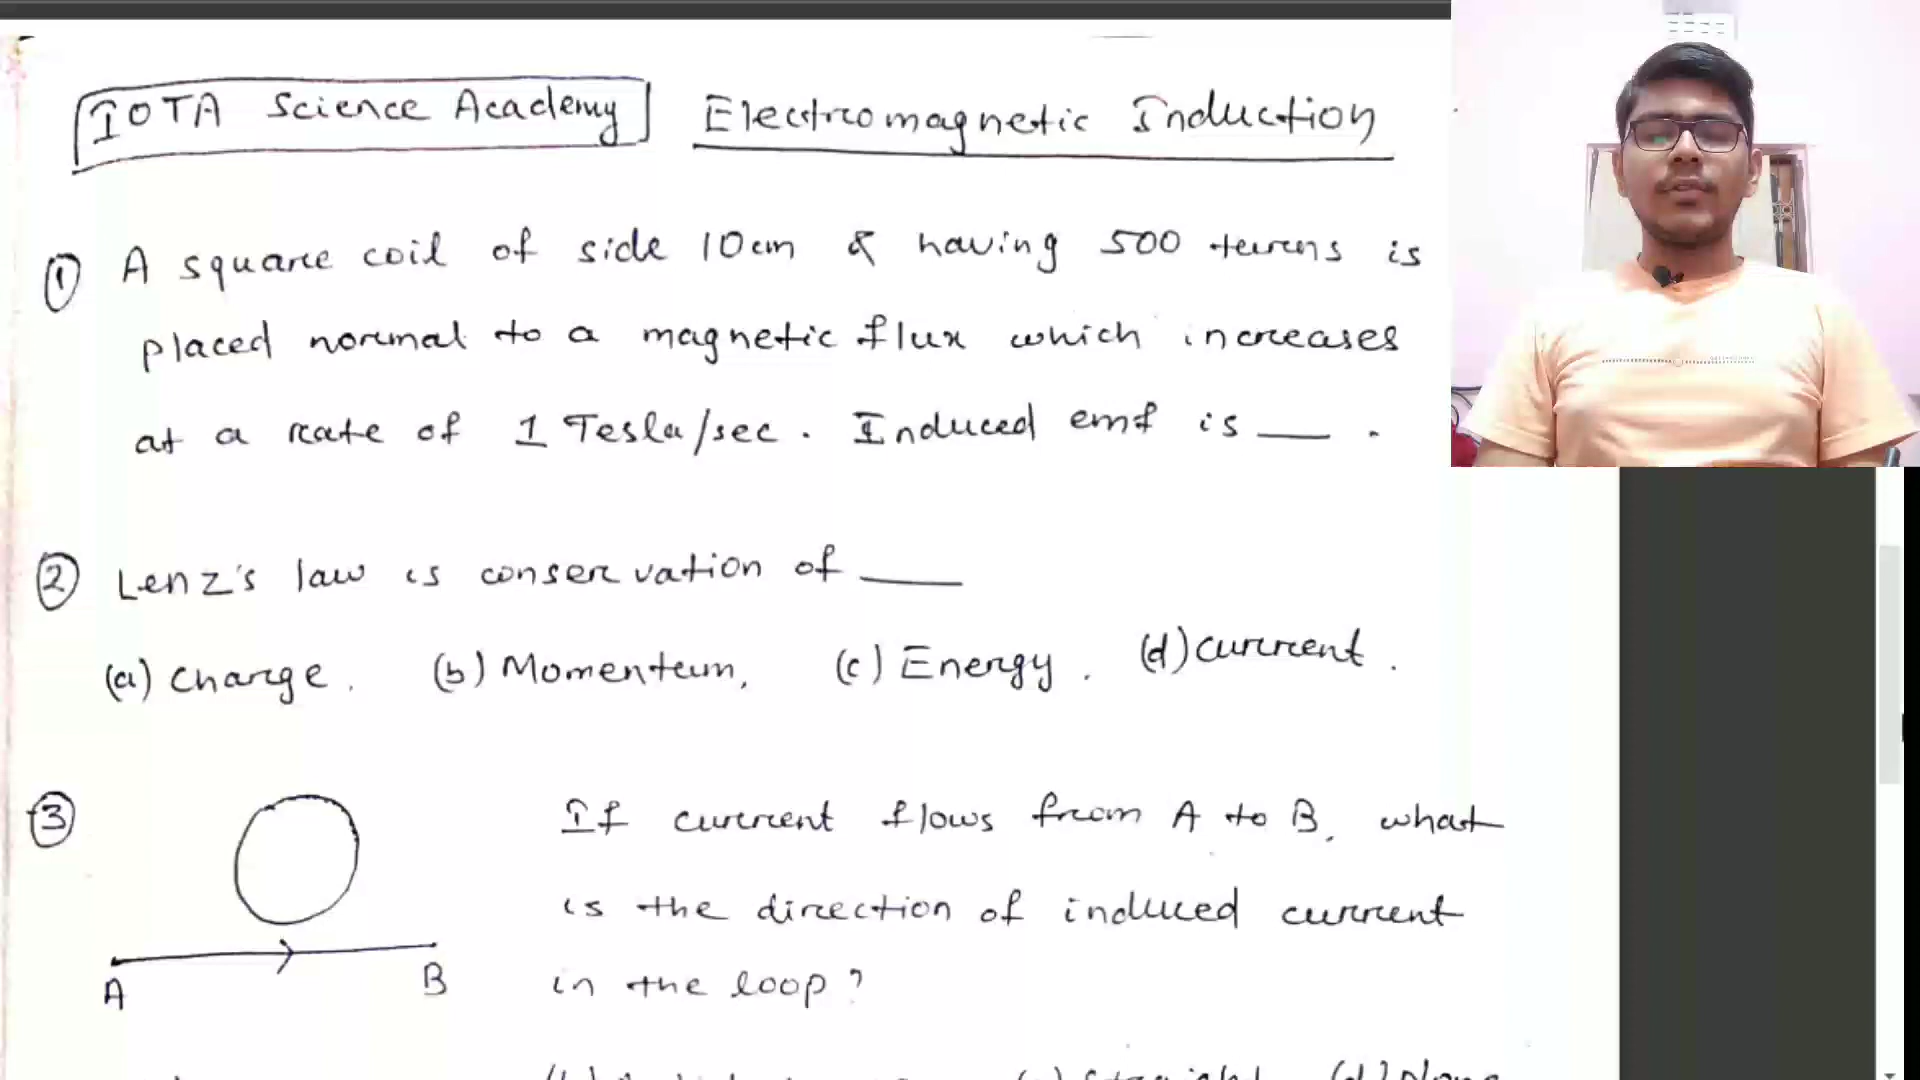 IOTA Science Academy Electromagnetic Induction
① A square coil of side 10cm & having 500 turns is
placed normal to a magnetic flux which increases
at a rate of 1 Tesla/sec. Induced emf is ___ .
② Lenz's law is conservation of ____
(a) Charge. (b) Momentum, (c) Energy. (d) current.
③ If current flows from A to B, what
is the direction of induced current
in the loop?
A B